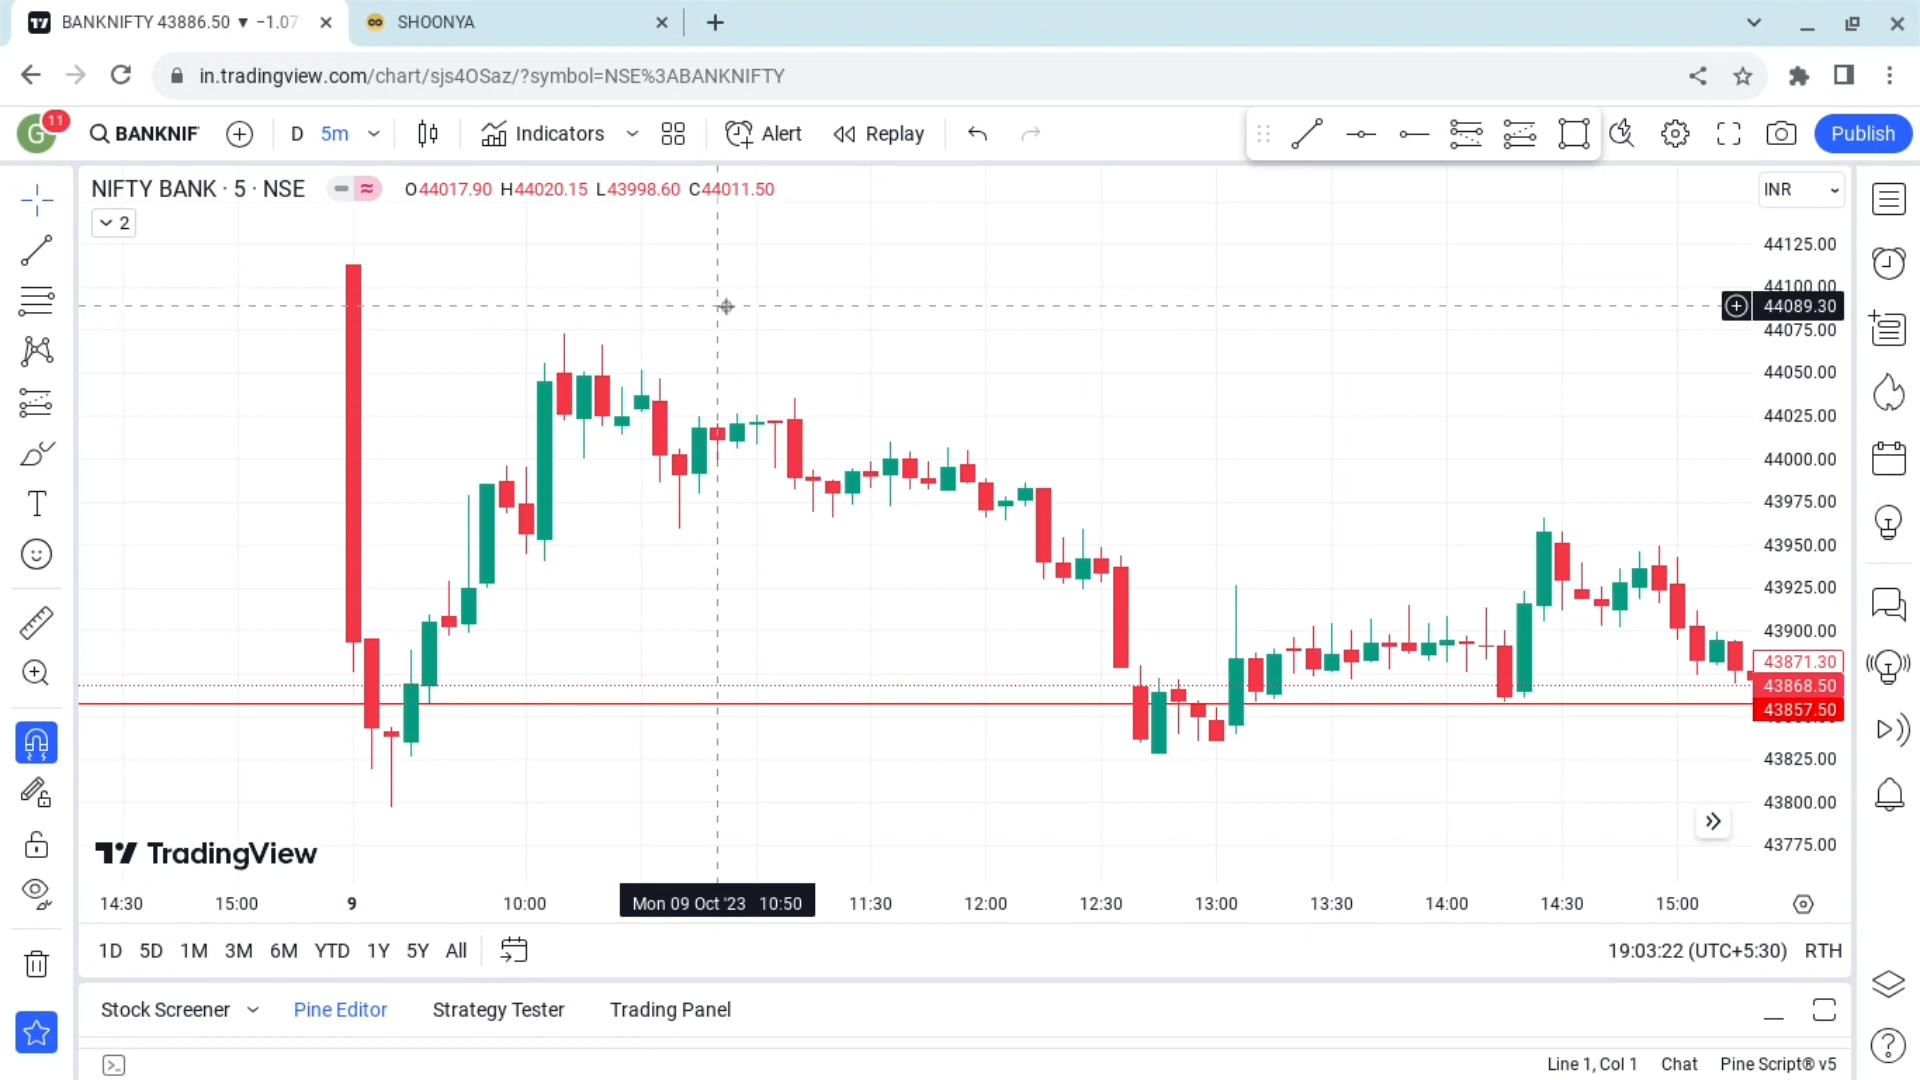 BANKNIFTY 43886.50 ▼ −1.07
SHOONYA
in.tradingview.com/chart/sjs4OSaz/?symbol=NSE%3ABANKNIFTY
G
11
BANKNIF
D
5m
Indicators
Alert
Replay
Publish
NIFTY BANK · 5 · NSE
O44017.90 H44020.15 L43998.60 C44011.50
INR
2
44125.00
44100.00
44089.30
44075.00
44050.00
44025.00
44000.00
43975.00
43950.00
43925.00
43900.00
43871.30
43868.50
43857.50
43825.00
43800.00
43775.00
TradingView
14:30 15:00 9 10:00 Mon 09 Oct '23 10:50 11:30 12:00 12:30 13:00 13:30 14:00 14:30 15:00
1D 5D 1M 3M 6M YTD 1Y 5Y All
19:03:22 (UTC+5:30) RTH
Stock Screener Pine Editor Strategy Tester Trading Panel
Line 1, Col 1 Chat Pine Script® v5